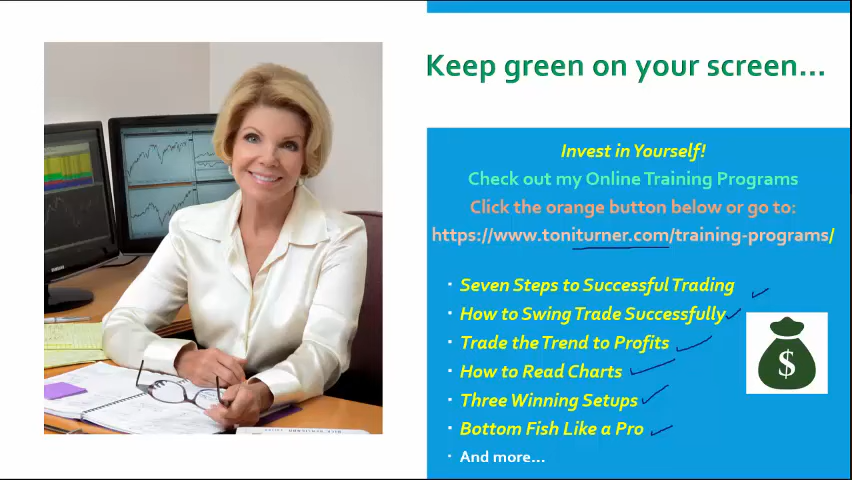 Keep green on your screen...
Invest in Yourself!
Check out my Online Training Programs
Click the orange button below or go to:
https://www.toniturner.com/training-programs/
· Seven Steps to Successful Trading
· How to Swing Trade Successfully
· Trade the Trend to Profits
· How to Read Charts
· Three Winning Setups
· Bottom Fish Like a Pro
· And more...
$